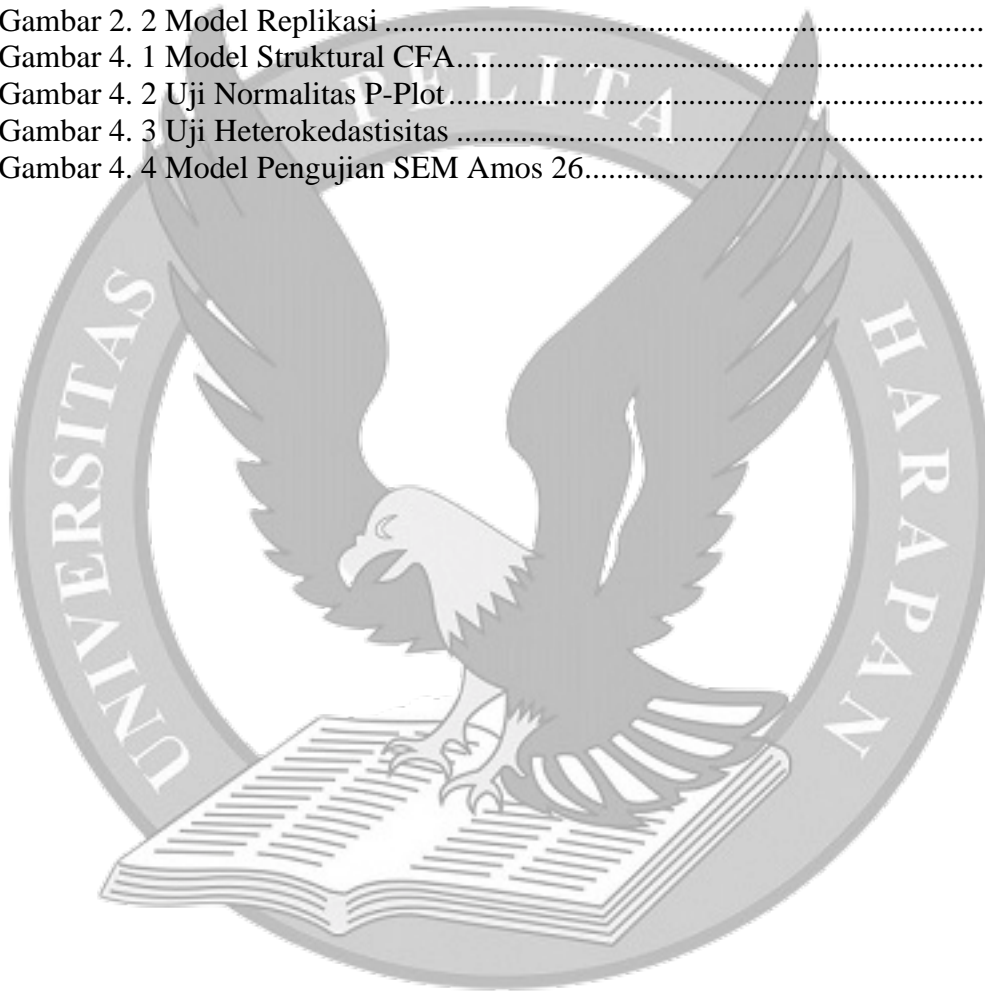 Gambar 2. 2 Model Replikasi ..........................................................................
Gambar 4. 1 Model Struktural CFA................................................................
Gambar 4. 2 Uji Normalitas P-Plot.................................................................
Gambar 4. 3 Uji Heterokedastisitas ................................................................
Gambar 4. 4 Model Pengujian SEM Amos 26..................................................
UNIVERSITAS PELITA HARAPAN